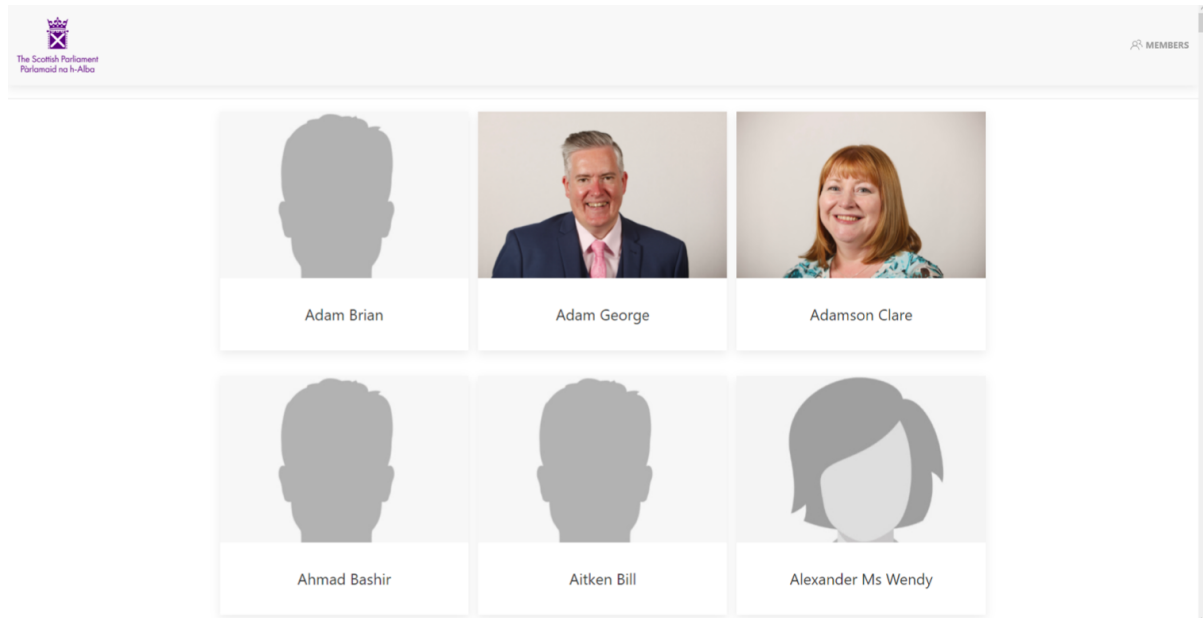 The Scottish Parliament
Pàrlamaid na h-Alba
MEMBERS
Adam Brian
Adam George
Adamson Clare
Ahmad Bashir
Aitken Bill
Alexander Ms Wendy